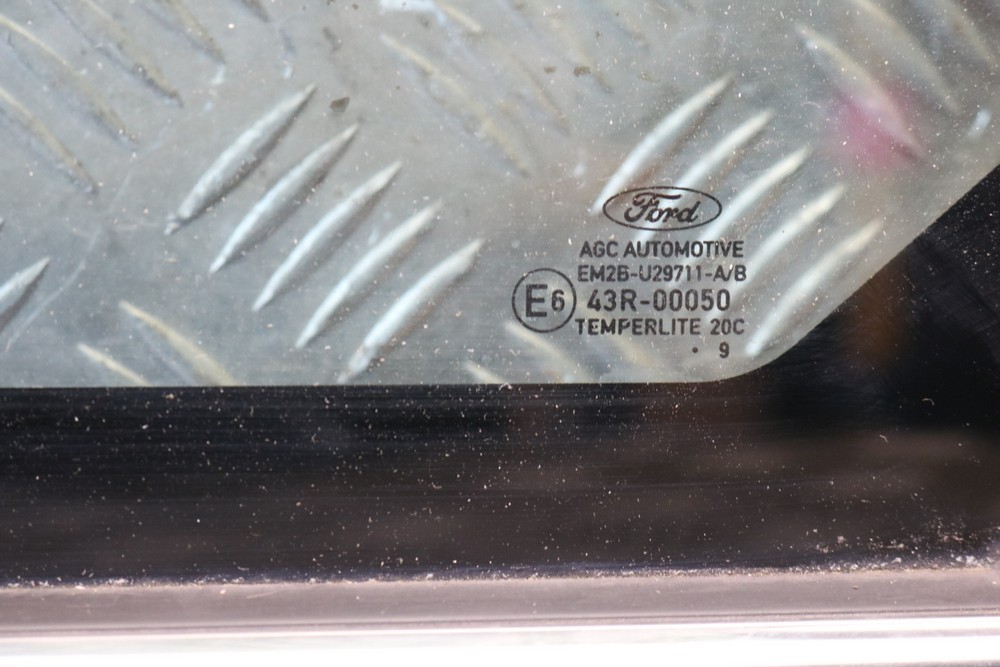 Ford
AGC AUTOMOTIVE
EM2B-U29711-A/B
E6 43R-00050
TEMPERLITE 20C
· 9